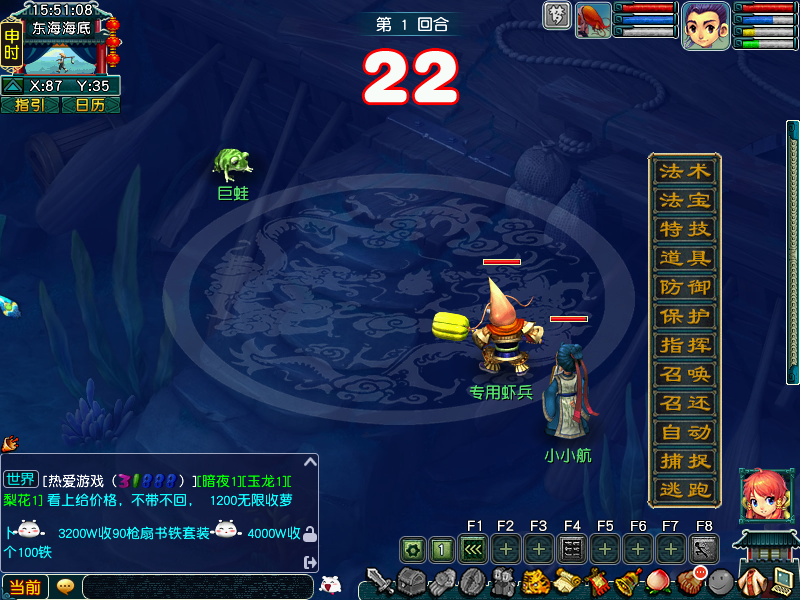 15:51:08
东海海底
申时
X:87 Y:35
指引 日历
第 1 回合
22
梦
巨蛙
专用虾兵
小小航
法术
法宝
特技
道具
防御
保护
指挥
召唤
召还
自动
捕捉
逃跑
世界 [热爱游戏（31888）][暗夜1][玉龙1][
梨花1] 看上给价格，不带不回， 1200无限收萝
卜 3200W收90枪扇书铁套装 4000W收
个100铁
当前
F1 F2 F3 F4 F5 F6 F7 F8
1